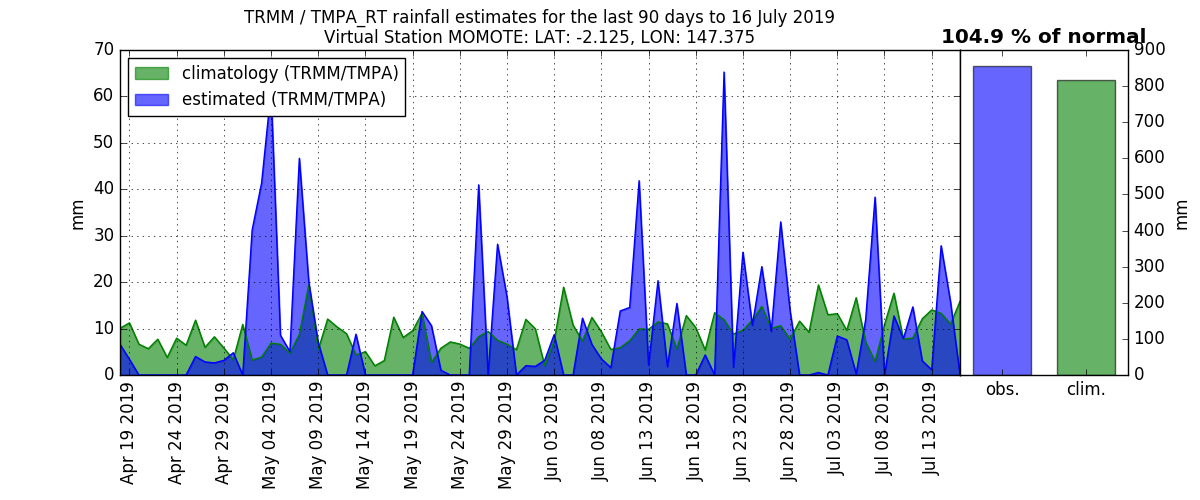 TRMM / TMPA_RT rainfall estimates for the last 90 days to 16 July 2019
Virtual Station MOMOTE: LAT: -2.125, LON: 147.375
104.9 % of normal
climatology (TRMM/TMPA)
estimated (TRMM/TMPA)
mm
70
60
50
40
30
20
10
0
Apr 19 2019
Apr 24 2019
Apr 29 2019
May 04 2019
May 09 2019
May 14 2019
May 19 2019
May 24 2019
May 29 2019
Jun 03 2019
Jun 08 2019
Jun 13 2019
Jun 18 2019
Jun 23 2019
Jun 28 2019
Jul 03 2019
Jul 08 2019
Jul 13 2019
obs.
clim.
900
800
700
600
500
400
300
200
100
0
mm